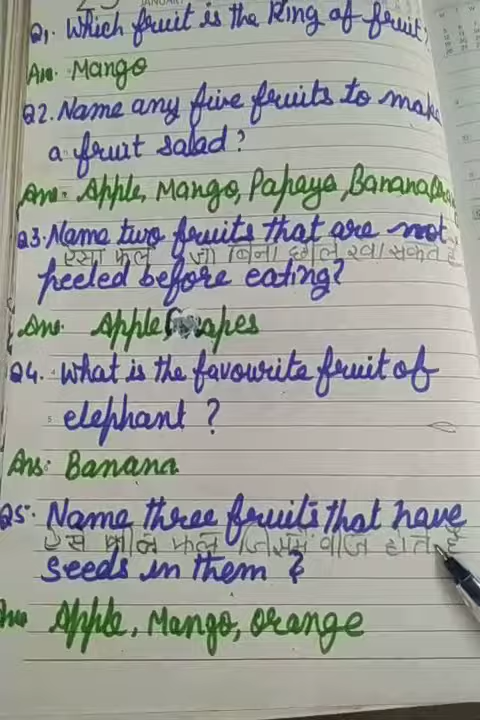 JANUARY
Q1. Which fruit is the King of fruit?
Ans. Mango
Q2. Name any five fruits to make
a fruit salad?
Ans. Apple, Mango, Papaya, Banana,
Q3. Name two fruits that are not
एसा फल जो बिना छीले खा सकते है
peeled before eating?
Ans. Apple apes
Q4. What is the favourite fruit of
elephant ?
Ans: Banana
Q5. Name three fruits that have
फल जिसमे होते है
seeds in them ?
Ans Apple, Mango, orange